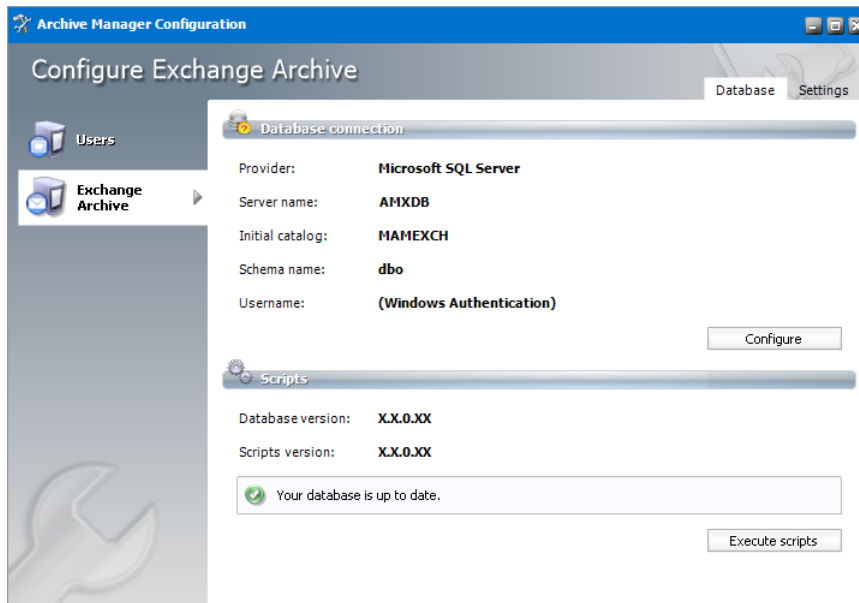 Archive Manager Configuration
Configure Exchange Archive
Database Settings
Users
Exchange
Archive
Database connection
Provider: Microsoft SQL Server
Server name: AMXDB
Initial catalog: MAMEXCH
Schema name: dbo
Username: (Windows Authentication)
Configure
Scripts
Database version: X.X.0.XX
Scripts version: X.X.0.XX
Your database is up to date.
Execute scripts